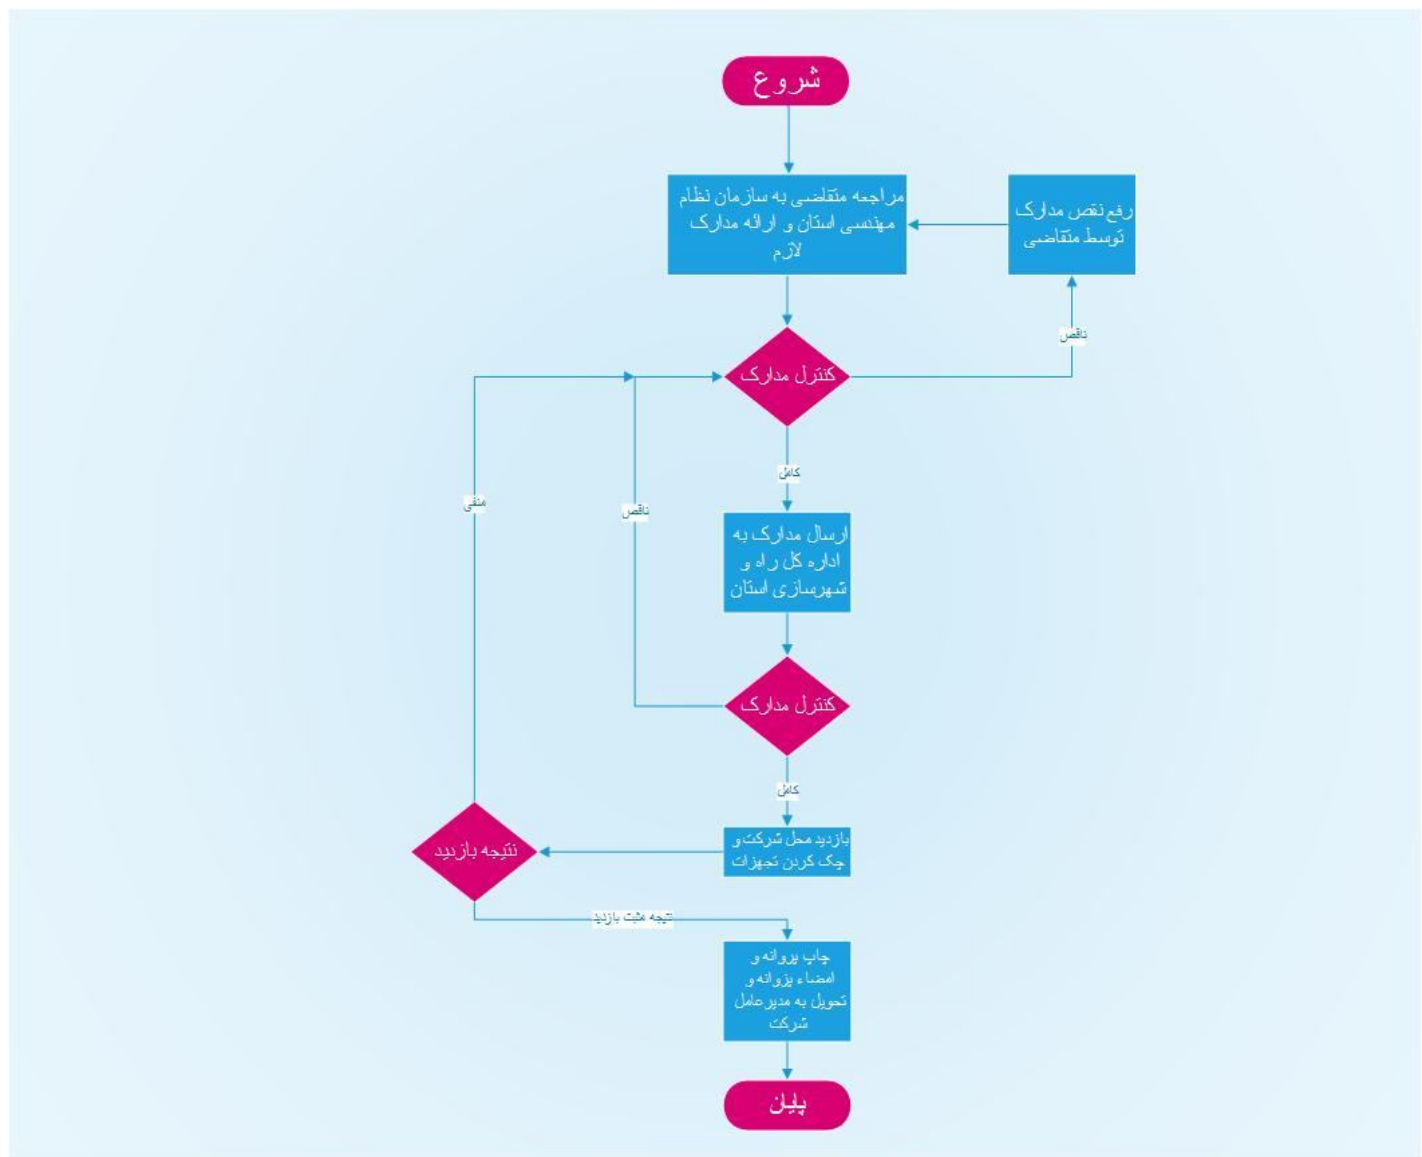 شروع
مراجعه متقاضی به سازمان نظام
مهندسی استان و ارائه مدارک
لازم
رفع نقص مدارک
توسط متقاضی
ناقص
کنترل مدارک
کامل
منفی
ناقص
ارسال مدارک به
اداره کل راه و
شهرسازی استان
کنترل مدارک
کامل
بازدید محل شرکت و
چک کردن تجهزات
نتیجه بازدید
نتیجه مثبت بازدید
چاپ پروانه و
امضاء پزوانه و
تحویل به مدیرعامل
شرکت
پایان